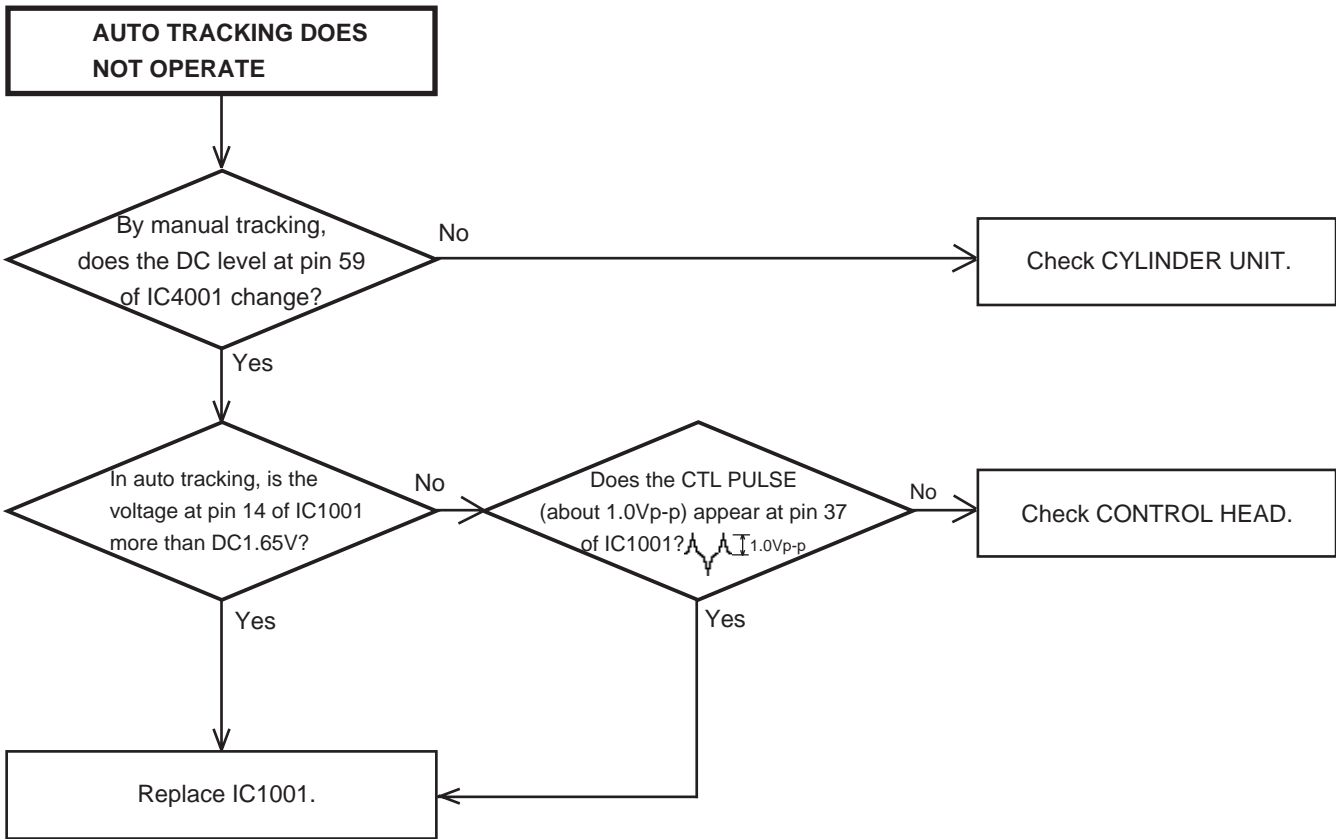 AUTO TRACKING DOES
NOT OPERATE
By manual tracking,
does the DC level at pin 59
of IC4001 change?
No
Check CYLINDER UNIT.
Yes
In auto tracking, is the
voltage at pin 14 of IC1001
more than DC1.65V?
No
Does the CTL PULSE
(about 1.0Vp-p) appear at pin 37
of IC1001?
1.0Vp-p
No
Check CONTROL HEAD.
Yes
Yes
Replace IC1001.